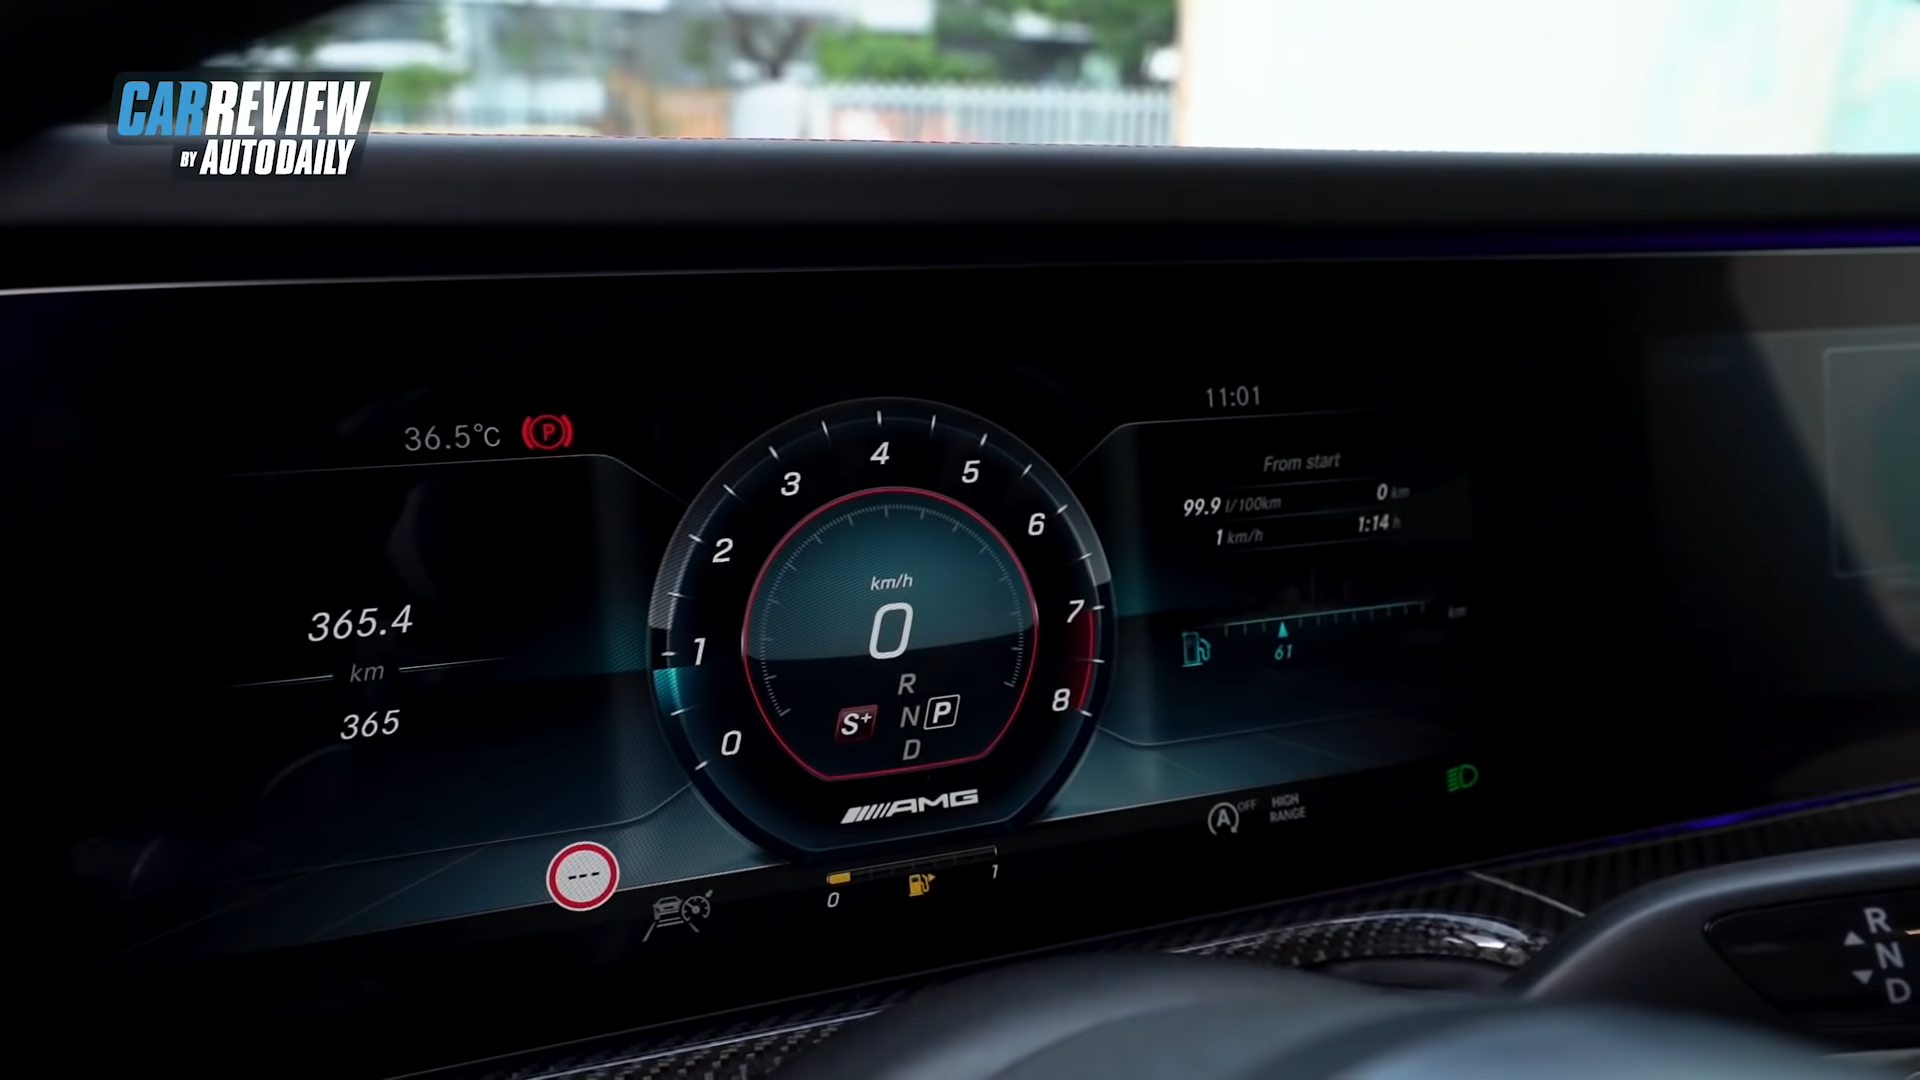 CARREVIEW
BY AUTODAILY
36.5°C
P
11:01
From start
99.9 l/100km 0 km
1 km/h 1:14 h
km
61
365.4
km
365
0
1
2
3
4
5
6
7
8
km/h
0
R
S+ N P
D
AMG
A OFF HIGH RANGE
---
0 1
R
N
D